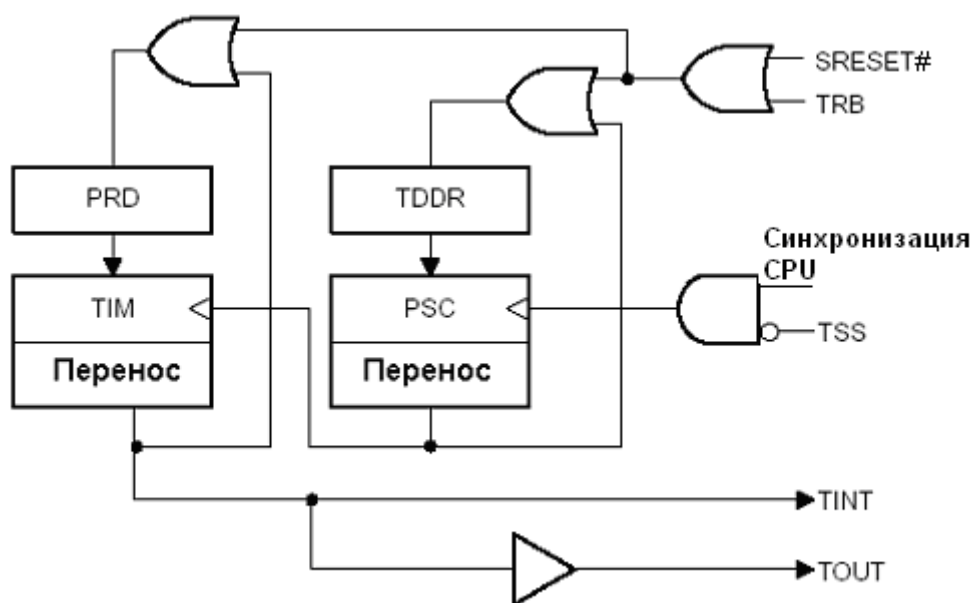 SRESET#
TRB
PRD
TDDR
Синхронизация
CPU
TIM
PSC
TSS
Перенос
Перенос
TINT
TOUT